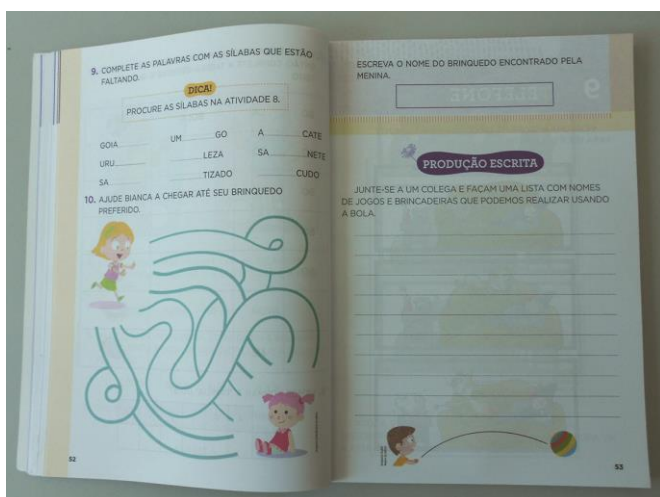 9. COMPLETE AS PALAVRAS COM AS SÍLABAS QUE ESTÃO
FALTANDO.
DICA!
PROCURE AS SÍLABAS NA ATIVIDADE 8.
GOIA UM GO A CATE
URU LEZA SA NETE
SA TIZADO CUDO
10. AJUDE BIANCA A CHEGAR ATÉ SEU BRINQUEDO
PREFERIDO.
52
ESCREVA O NOME DO BRINQUEDO ENCONTRADO PELA
MENINA.
PRODUÇÃO ESCRITA
JUNTE-SE A UM COLEGA E FAÇAM UMA LISTA COM NOMES
DE JOGOS E BRINCADEIRAS QUE PODEMOS REALIZAR USANDO
A BOLA.
53